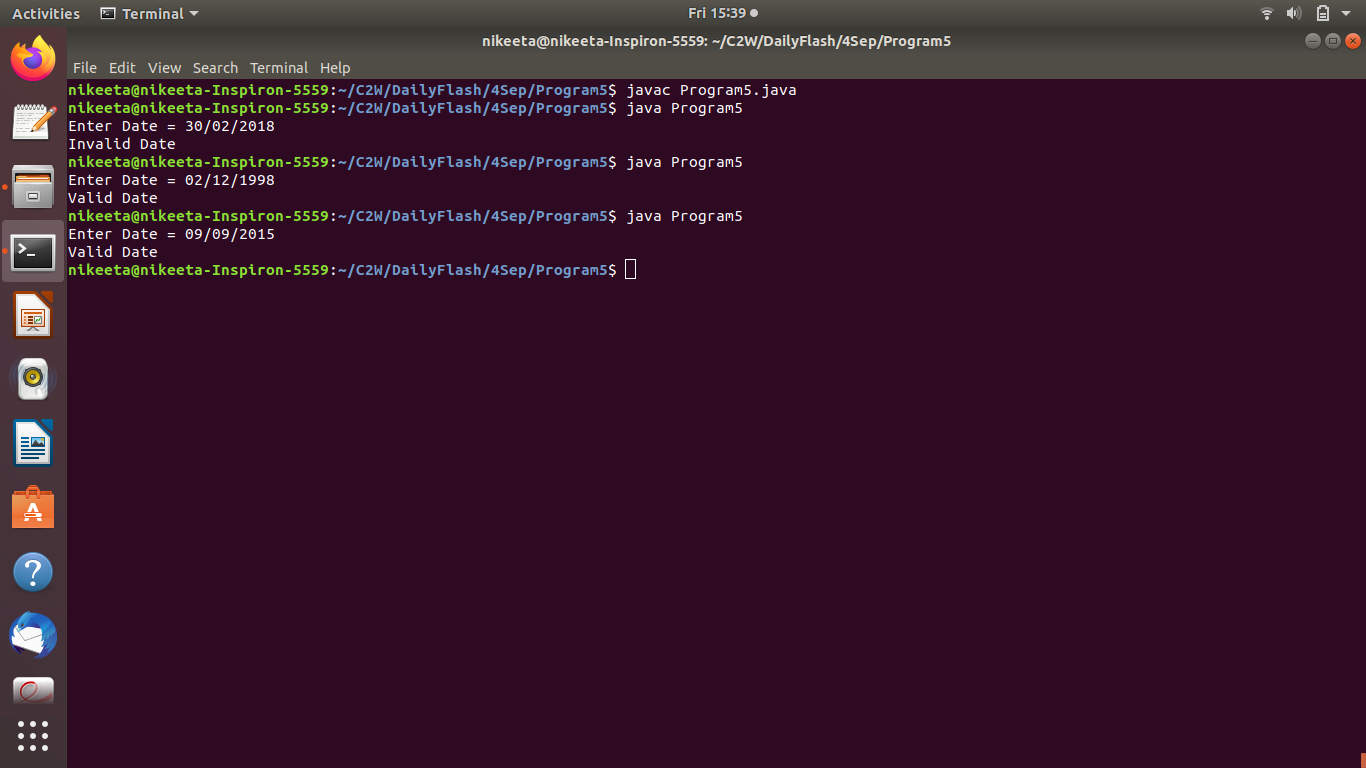 Activities Terminal Fri 15:39
nikeeta@nikeeta-Inspiron-5559: ~/C2W/DailyFlash/4Sep/Program5
File Edit View Search Terminal Help
nikeeta@nikeeta-Inspiron-5559:~/C2W/DailyFlash/4Sep/Program5$ javac Program5.java
nikeeta@nikeeta-Inspiron-5559:~/C2W/DailyFlash/4Sep/Program5$ java Program5
Enter Date = 30/02/2018
Invalid Date
nikeeta@nikeeta-Inspiron-5559:~/C2W/DailyFlash/4Sep/Program5$ java Program5
Enter Date = 02/12/1998
Valid Date
nikeeta@nikeeta-Inspiron-5559:~/C2W/DailyFlash/4Sep/Program5$ java Program5
Enter Date = 09/09/2015
Valid Date
nikeeta@nikeeta-Inspiron-5559:~/C2W/DailyFlash/4Sep/Program5$